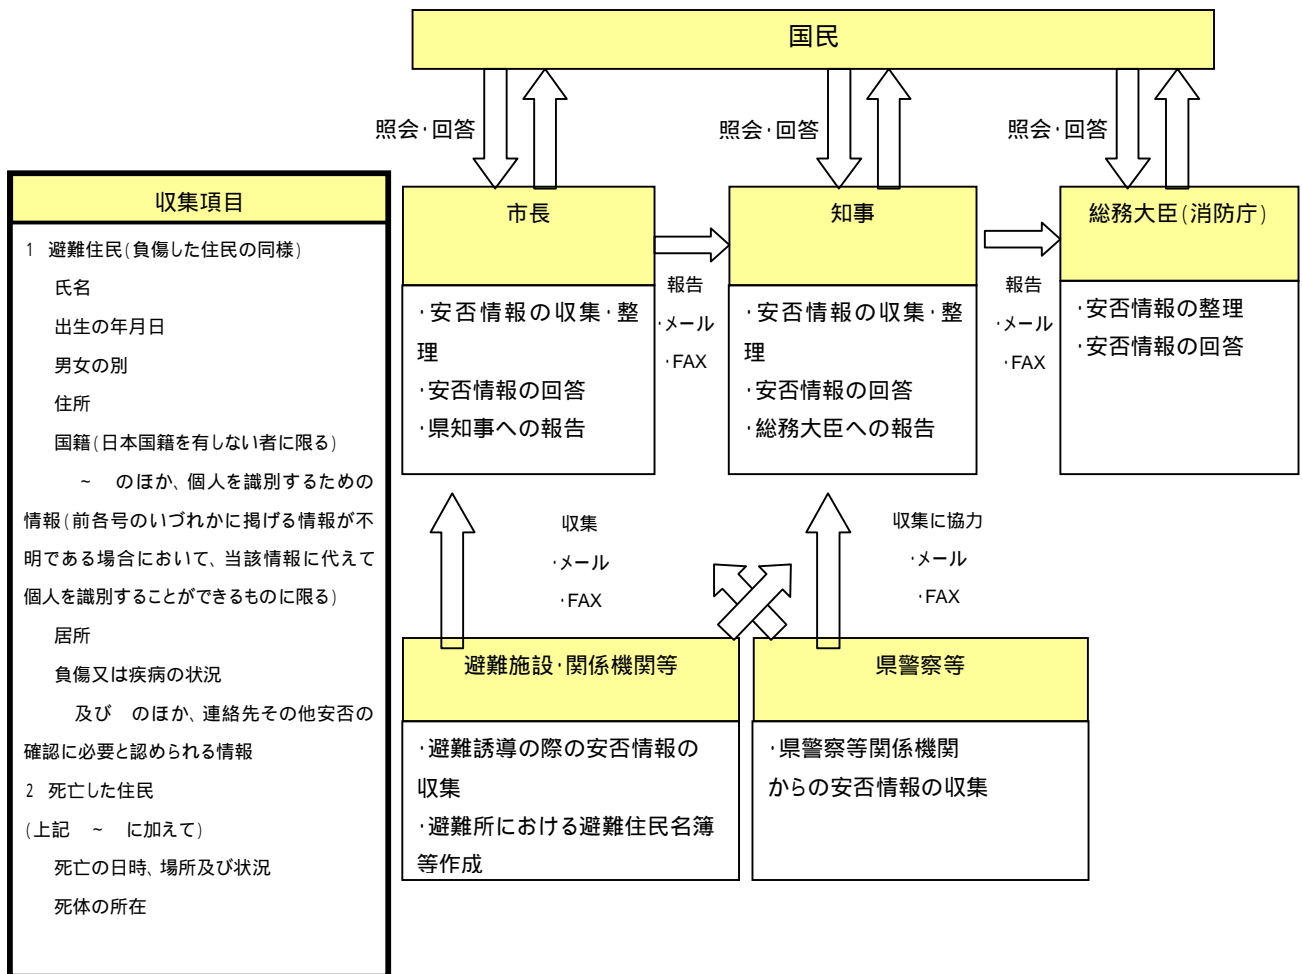 国民
照会・回答
照会・回答
照会・回答
収集項目
1 避難住民(負傷した住民の同様)
氏名
出生の年月日
男女の別
住所
国籍(日本国籍を有しない者に限る)
~ のほか、個人を識別するための
情報(前各号のいづれかに掲げる情報が不
明である場合において、当該情報に代えて
個人を識別することができるものに限る)
居所
負傷又は疾病の状況
及び のほか、連絡先その他安否の
確認に必要と認められる情報
2 死亡した住民
(上記 ~ に加えて)
死亡の日時、場所及び状況
死体の所在
市長
・安否情報の収集・整
理
・安否情報の回答
・県知事への報告
報告
・メール
・FAX
知事
・安否情報の収集・整
理
・安否情報の回答
・総務大臣への報告
報告
・メール
・FAX
総務大臣(消防庁)
・安否情報の整理
・安否情報の回答
収集
・メール
・FAX
収集に協力
・メール
・FAX
避難施設・関係機関等
・避難誘導の際の安否情報の
収集
・避難所における避難住民名簿
等作成
県警察等
・県警察等関係機関
からの安否情報の収集